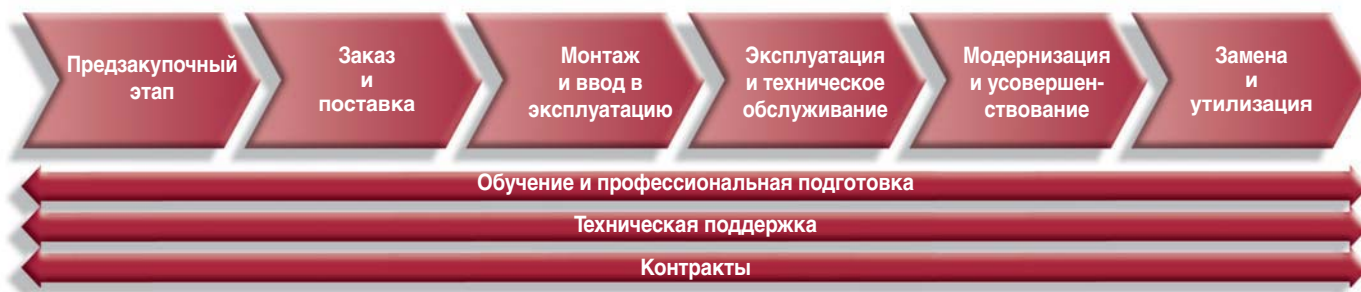 Предзакупочный
этап
Заказ
и
поставка
Монтаж
и ввод в
эксплуатацию
Эксплуатация
и техническое
обслуживание
Модернизация
и усовершен-
ствование
Замена
и
утилизация
Обучение и профессиональная подготовка
Техническая поддержка
Контракты